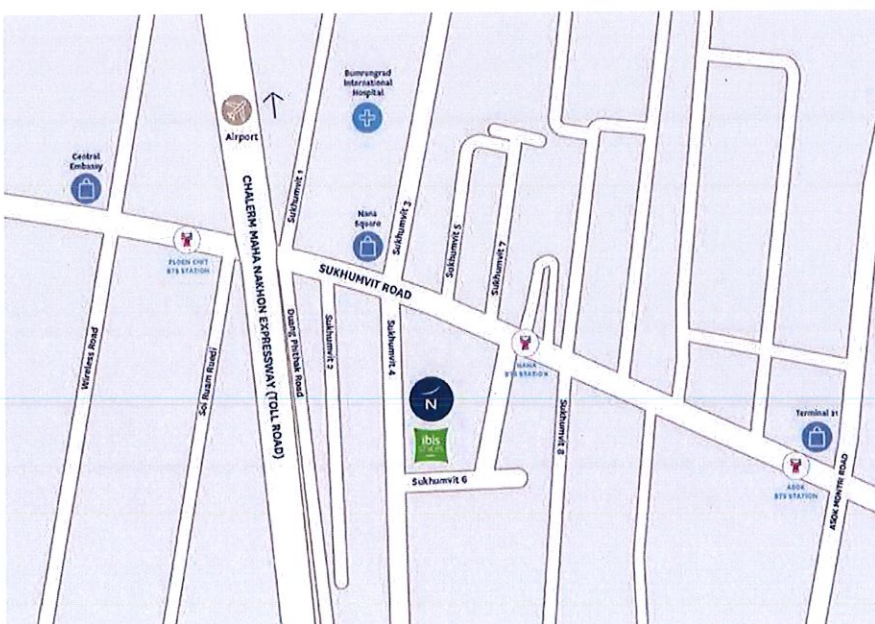 Bumrungrad
International
Hospital
Airport
Central
Embassy
Sukhumvit 1
CHALERM MAHA NAKHON EXPRESSWAY (TOLL ROAD)
Nana
Square
Sukhumvit 3
Sukhumvit 5
Sukhumvit 7
PLOEN CHIT
BTS STATION
SUKHUMVIT ROAD
Duang Phithak Road
Sukhumvit 2
Sukhumvit 4
Wireless Road
Soi Ruam Rudi
NANA
BTS STATION
N
ibis
styles
Sukhumvit 8
Terminal 21
Sukhumvit 6
ASOK
BTS STATION
ASOK MONTRI ROAD